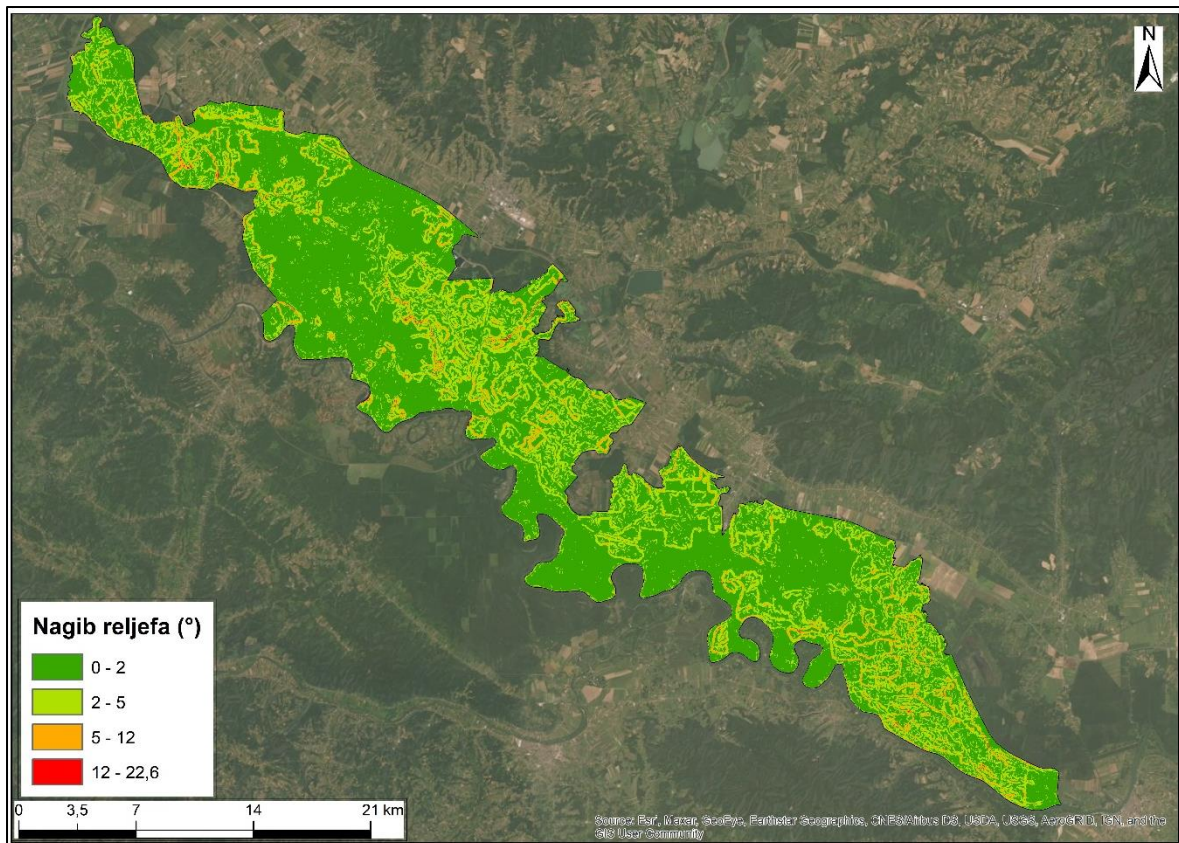 N
Nagib reljefa (°)
0 - 2
2 - 5
5 - 12
12 - 22,6
0 3,5 7 14 21 km
Source: Esri, Maxar, GeoEye, Earthstar Geographics, CNES/Airbus DS, USDA, USGS, AeroGRID, IGN, and the
GIS User Community